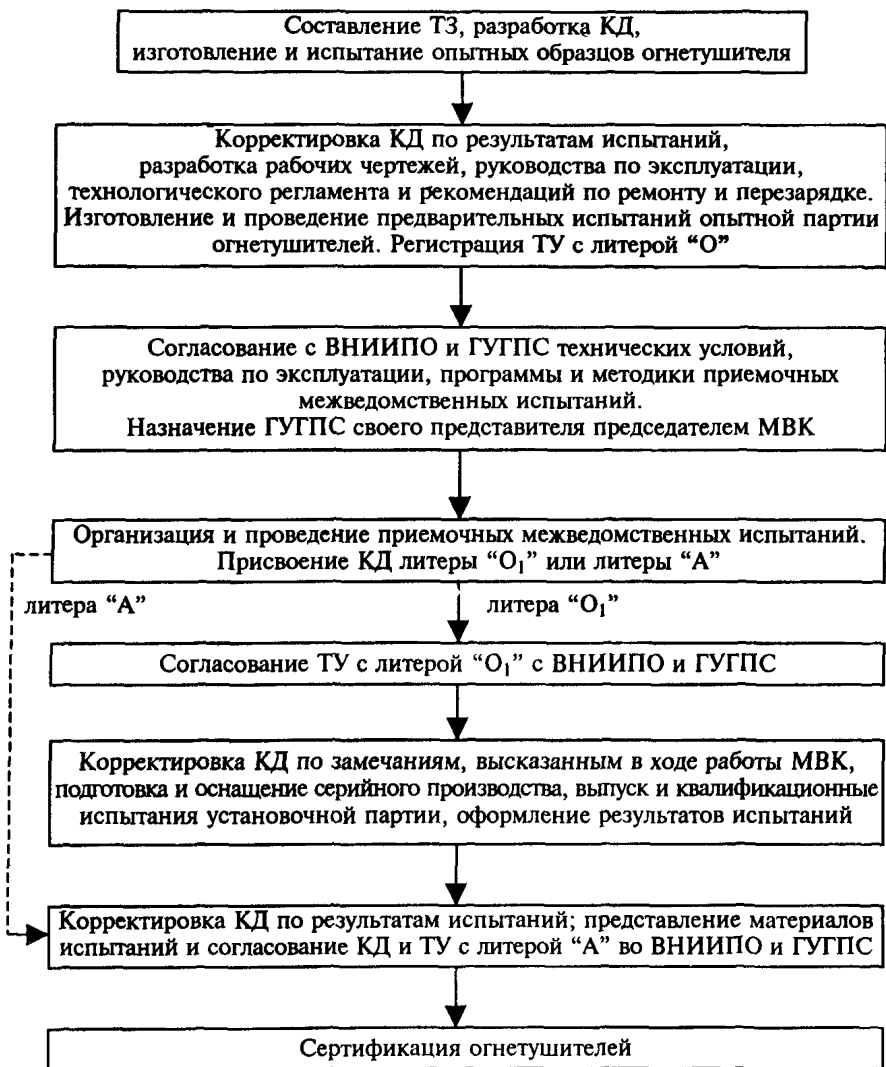 Составление ТЗ, разработка КД,
изготовление и испытание опытных образцов огнетушителя
Корректировка КД по результатам испытаний,
разработка рабочих чертежей, руководства по эксплуатации,
технологического регламента и рекомендаций по ремонту и перезарядке.
Изготовление и проведение предварительных испытаний опытной партии
огнетушителей. Регистрация ТУ с литерой “О”
Согласование с ВНИИПО и ГУГПС технических условий,
руководства по эксплуатации, программы и методики приемочных
межведомственных испытаний.
Назначение ГУГПС своего представителя председателем МВК
Организация и проведение приемочных межведомственных испытаний.
Присвоение КД литеры “О₁” или литеры “А”
литера “А”
литера “О₁”
Согласование ТУ с литерой “О₁” с ВНИИПО и ГУГПС
Корректировка КД по замечаниям, высказанным в ходе работы МВК,
подготовка и оснащение серийного производства, выпуск и квалификационные
испытания установочной партии, оформление результатов испытаний
Корректировка КД по результатам испытаний; представление материалов
испытаний и согласование КД и ТУ с литерой “А” во ВНИИПО и ГУГПС
Сертификация огнетушителей